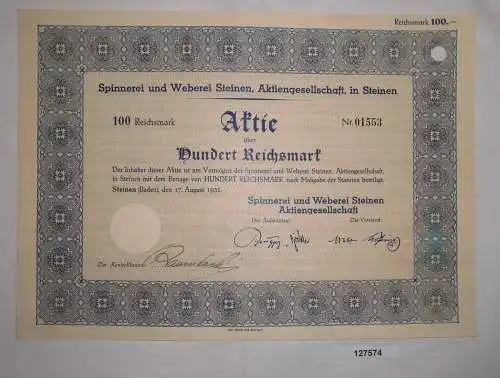 Reichsmark 100.—
Spinnerei und Weberei Steinen, Aktiengesellschaft, in Steinen
100 Reichsmark Aktie Nr. 01553
über
Hundert Reichsmark
Der Inhaber dieser Aktie ist am Vermögen der Spinnerei und Weberei Steinen, Aktiengesellschaft,
in Steinen mit dem Betrage von HUNDERT REICHSMARK nach Maßgabe der Statuten beteiligt.
Steinen (Baden), den 17. August
Spinnerei und Weberei Steinen
Aktiengesellschaft
Der Aufsichtsrat: Der Vorstand:
Der Kontrollbeamte:
127574